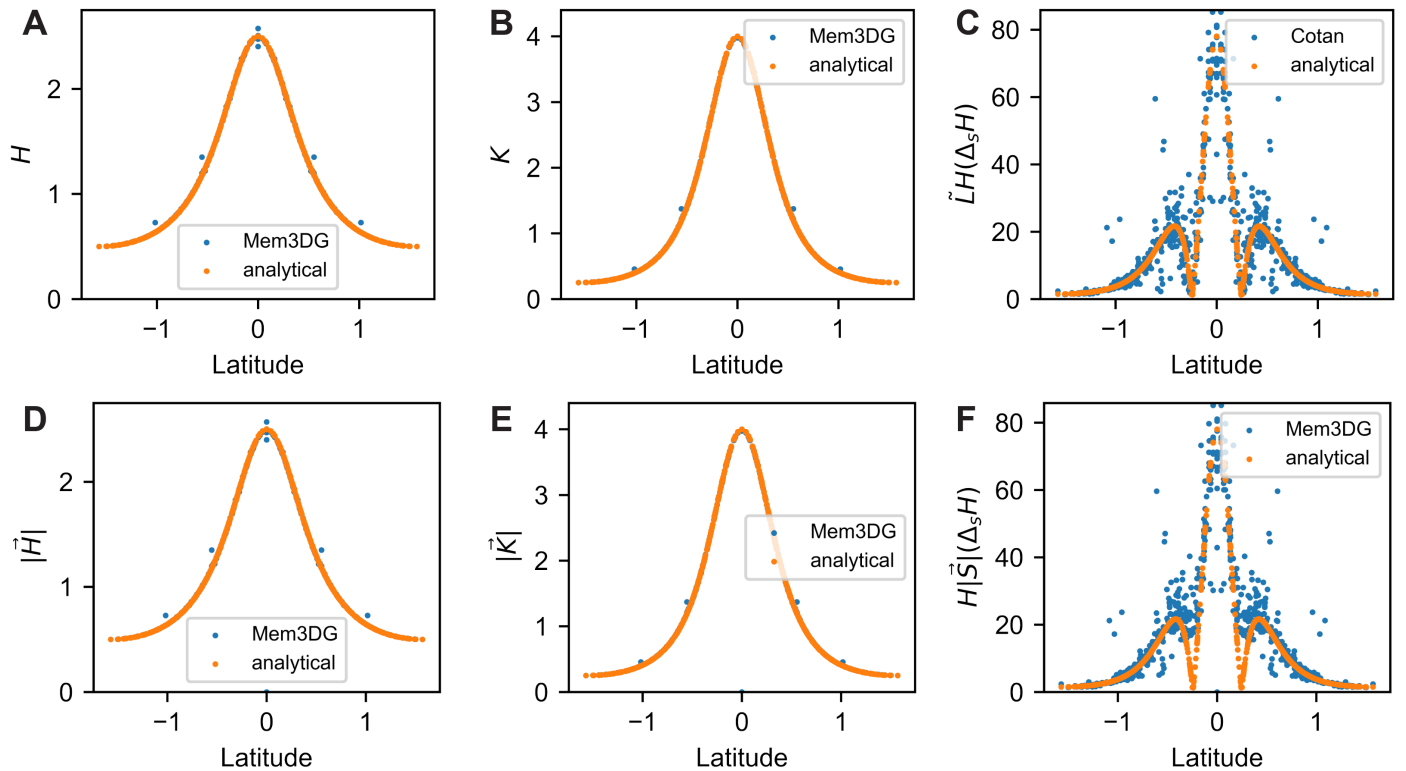 A
H
2
1
0
−1 0 1
Latitude
Mem3DG
analytical
B
K
4
3
2
1
0
−1 0 1
Latitude
Mem3DG
analytical
C
L̃H(ΔₛH)
80
60
40
20
0
−1 0 1
Latitude
Cotan
analytical
D
|H⃗|
2
1
0
−1 0 1
Latitude
Mem3DG
analytical
E
|K⃗|
4
3
2
1
0
−1 0 1
Latitude
Mem3DG
analytical
F
H|S⃗|(ΔₛH)
80
60
40
20
0
−1 0 1
Latitude
Mem3DG
analytical